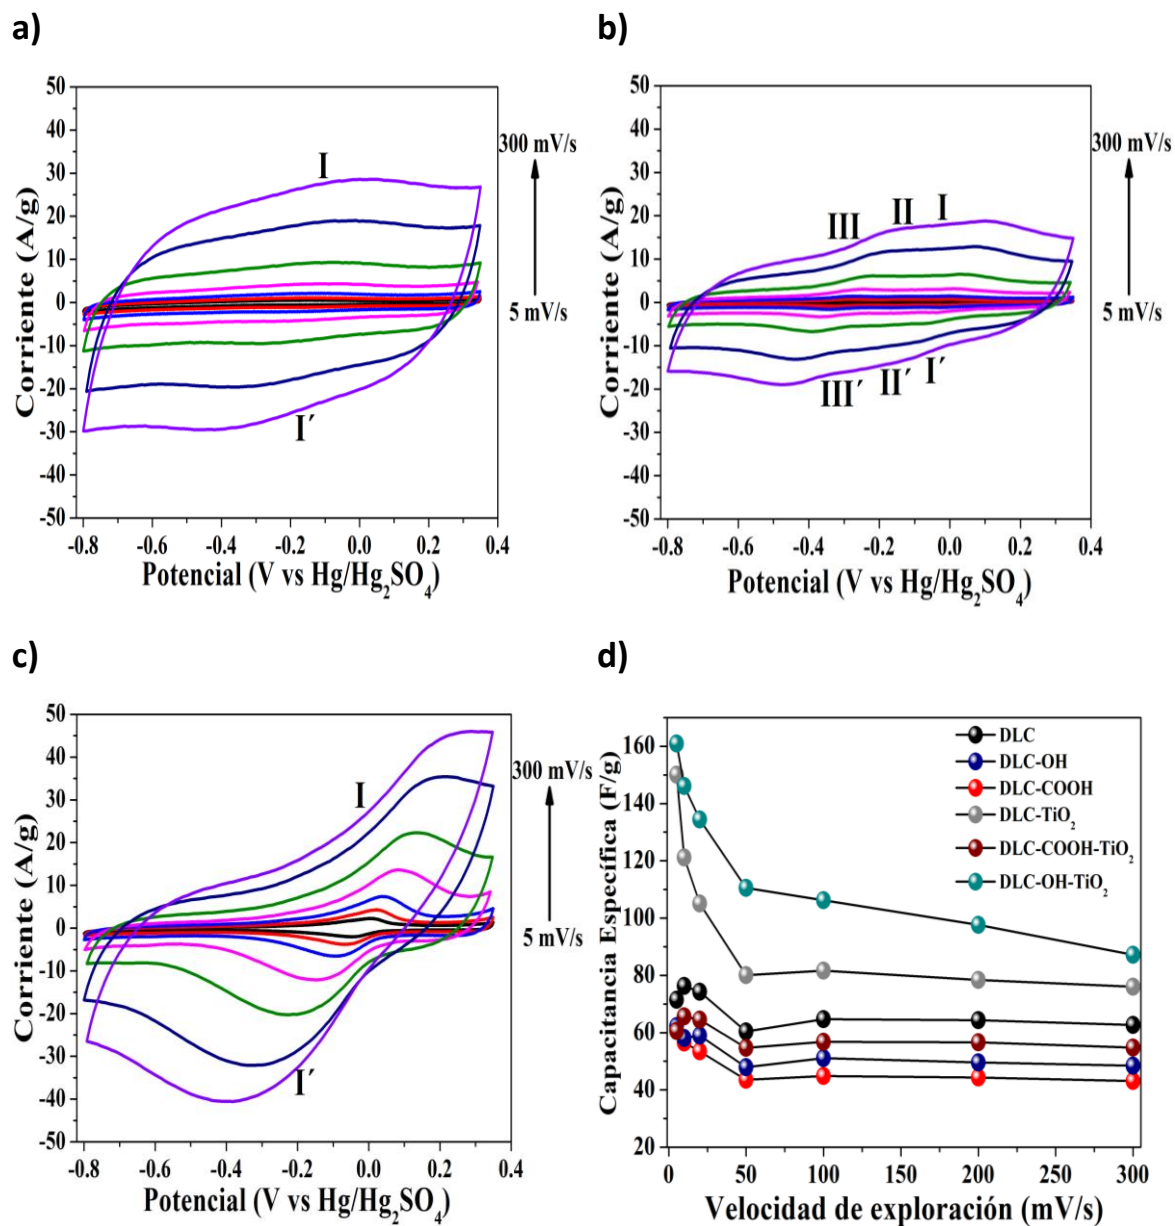 a)
50
40
30
20
10
0
-10
-20
-30
-40
-50
Corriente (A/g)
I
I´
300 mV/s
5 mV/s
-0.8 -0.6 -0.4 -0.2 0.0 0.2 0.4
Potencial (V vs Hg/Hg₂SO₄)
b)
50
40
30
20
10
0
-10
-20
-30
-40
-50
Corriente (A/g)
III II I
III´ II´ I´
300 mV/s
5 mV/s
-0.8 -0.6 -0.4 -0.2 0.0 0.2 0.4
Potencial (V vs Hg/Hg₂SO₄)
c)
50
40
30
20
10
0
-10
-20
-30
-40
-50
Corriente (A/g)
I
I´
300 mV/s
5 mV/s
-0.8 -0.6 -0.4 -0.2 0.0 0.2 0.4
Potencial (V vs Hg/Hg₂SO₄)
d)
160
140
120
100
80
60
40
20
Capacitancia Específica (F/g)
DLC
DLC-OH
DLC-COOH
DLC-TiO₂
DLC-COOH-TiO₂
DLC-OH-TiO₂
0 50 100 150 200 250 300
Velocidad de exploración (mV/s)